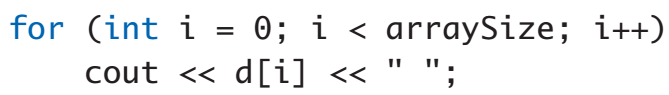 for (int i = 0; i < arraySize; i++)
    cout << d[i] << " ";